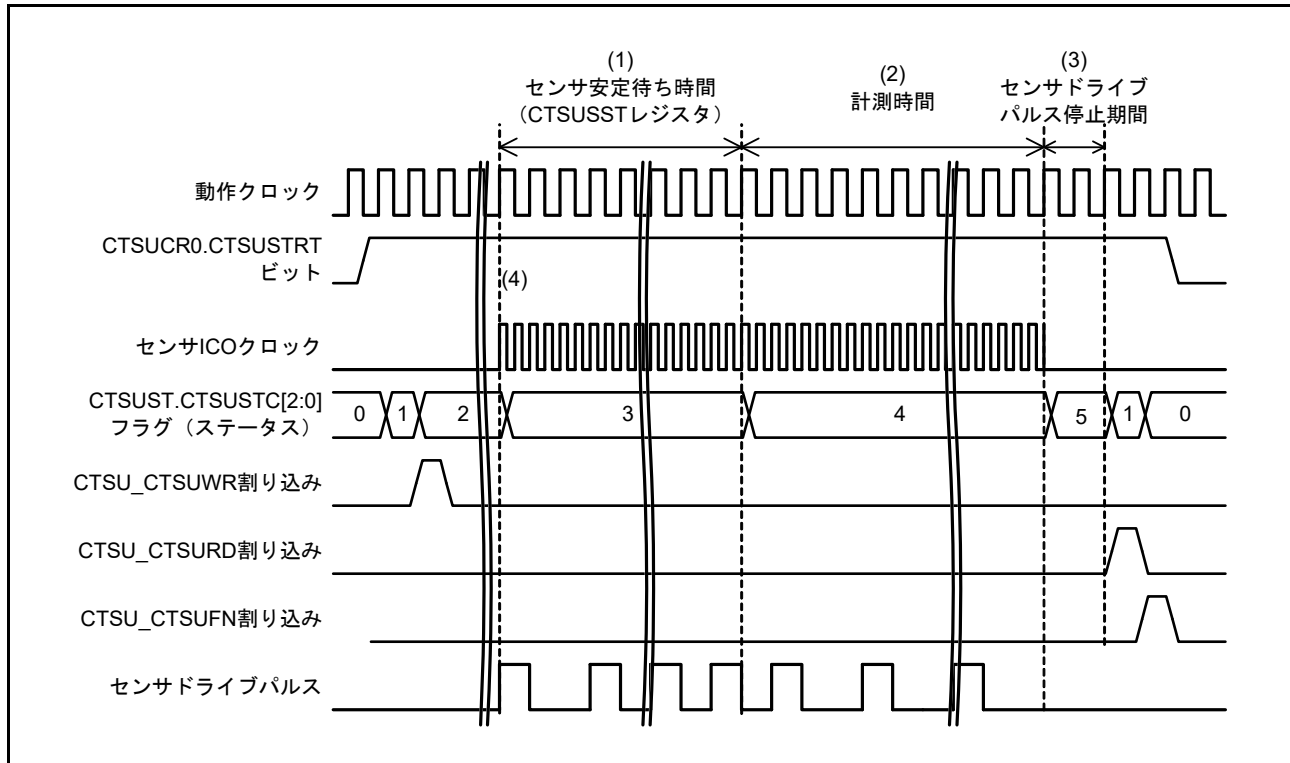 (1)
センサ安定待ち時間
（CTSUSSTレジスタ）
(2)
計測時間
(3)
センサドライブ
パルス停止期間
動作クロック
CTSUCR0.CTSUSTRT
ビット
(4)
センサICOクロック
CTSUST.CTSUSTC[2:0]
フラグ（ステータス）
0 1 2 3 4 5 1 0
CTSU_CTSUWR割り込み
CTSU_CTSURD割り込み
CTSU_CTSUFN割り込み
センサドライブパルス